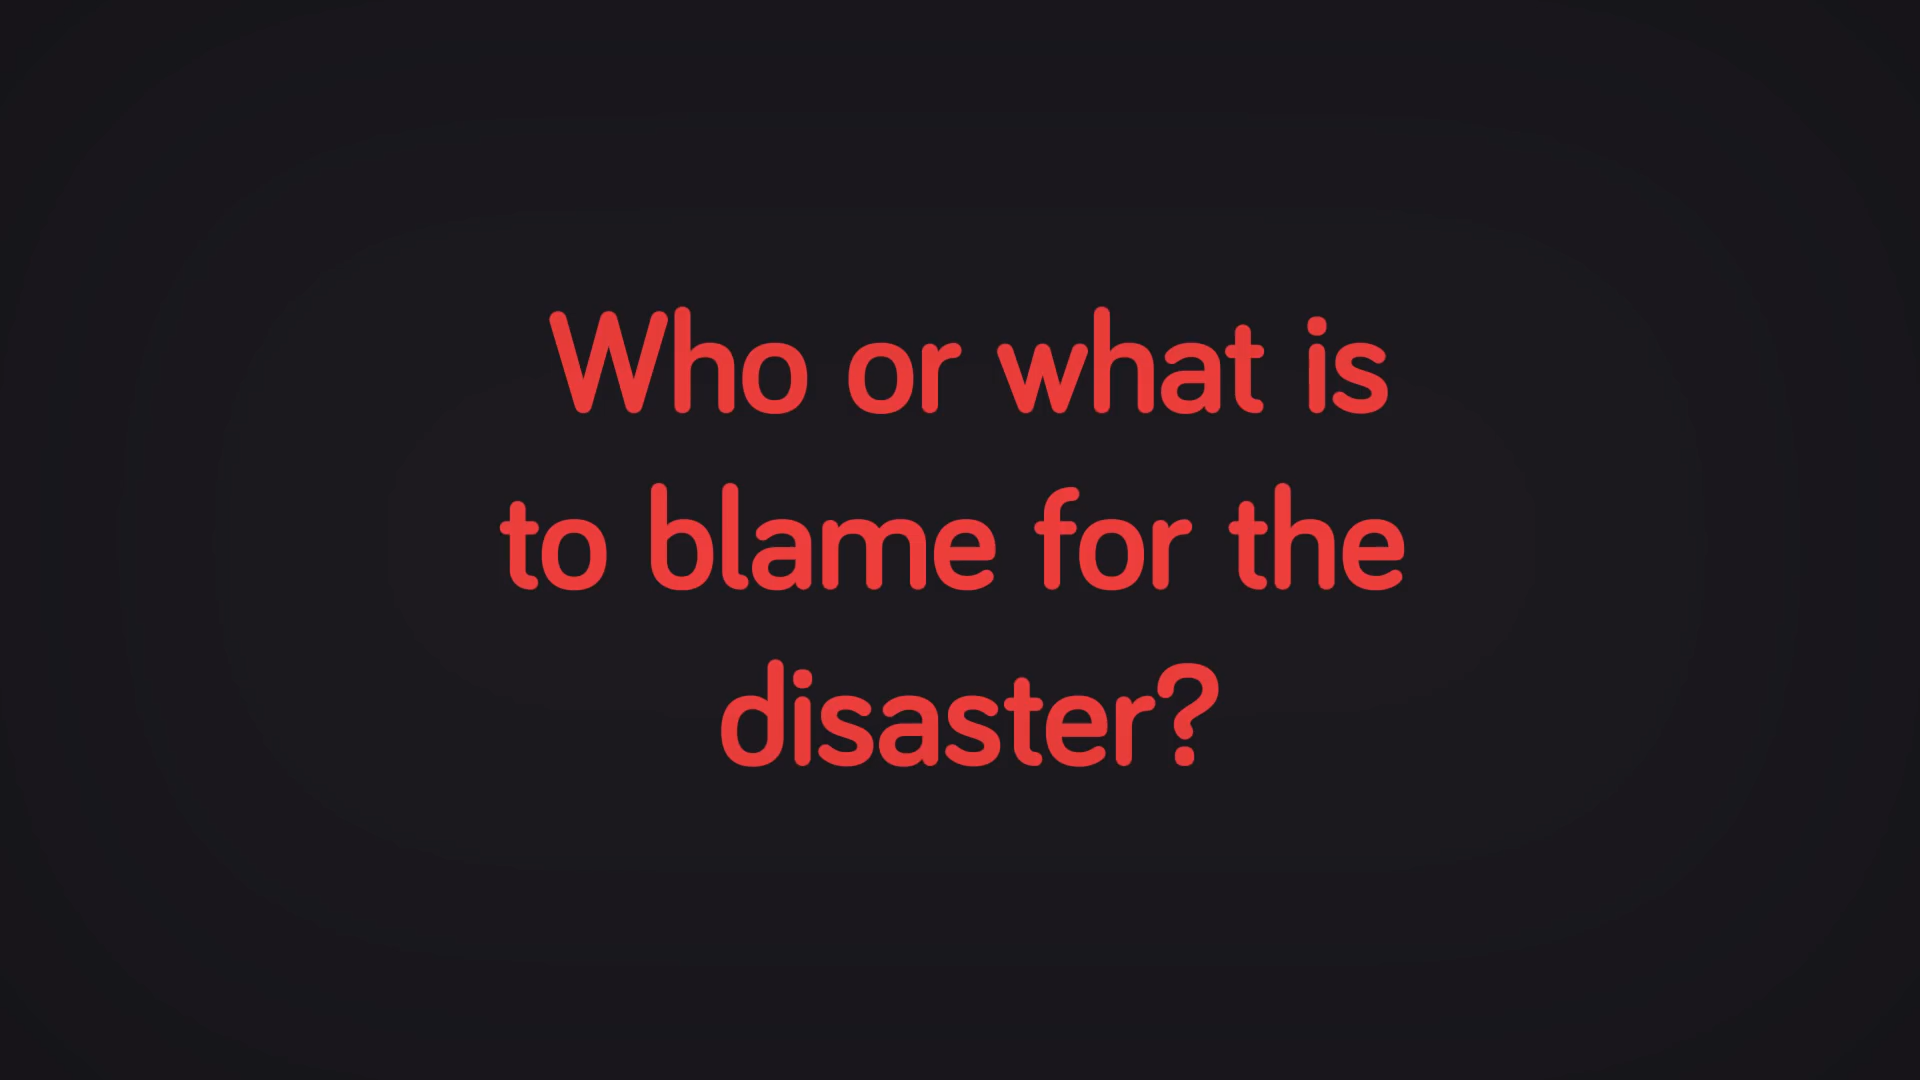 Who or what is
to blame for the
disaster?